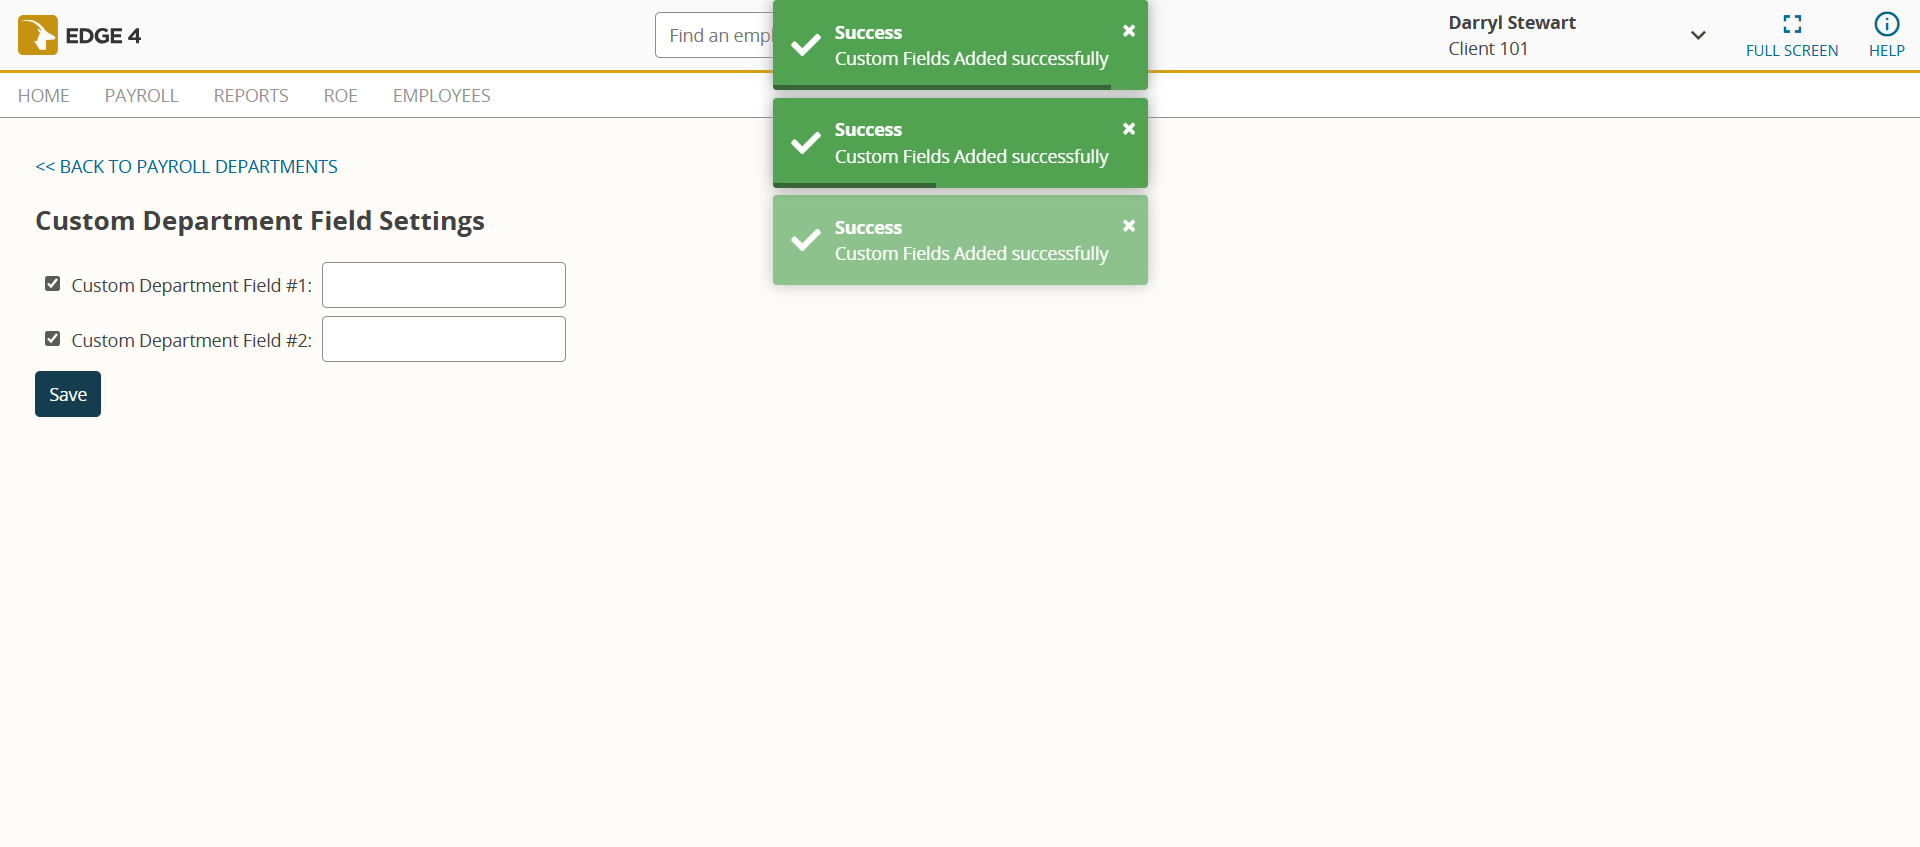 EDGE 4
Find an empl
Success
Custom Fields Added successfully
Darryl Stewart
Client 101
FULL SCREEN
HELP
HOME
PAYROLL
REPORTS
ROE
EMPLOYEES
Success
Custom Fields Added successfully
<< BACK TO PAYROLL DEPARTMENTS
Success
Custom Fields Added successfully
Custom Department Field Settings
Custom Department Field #1:
Custom Department Field #2:
Save